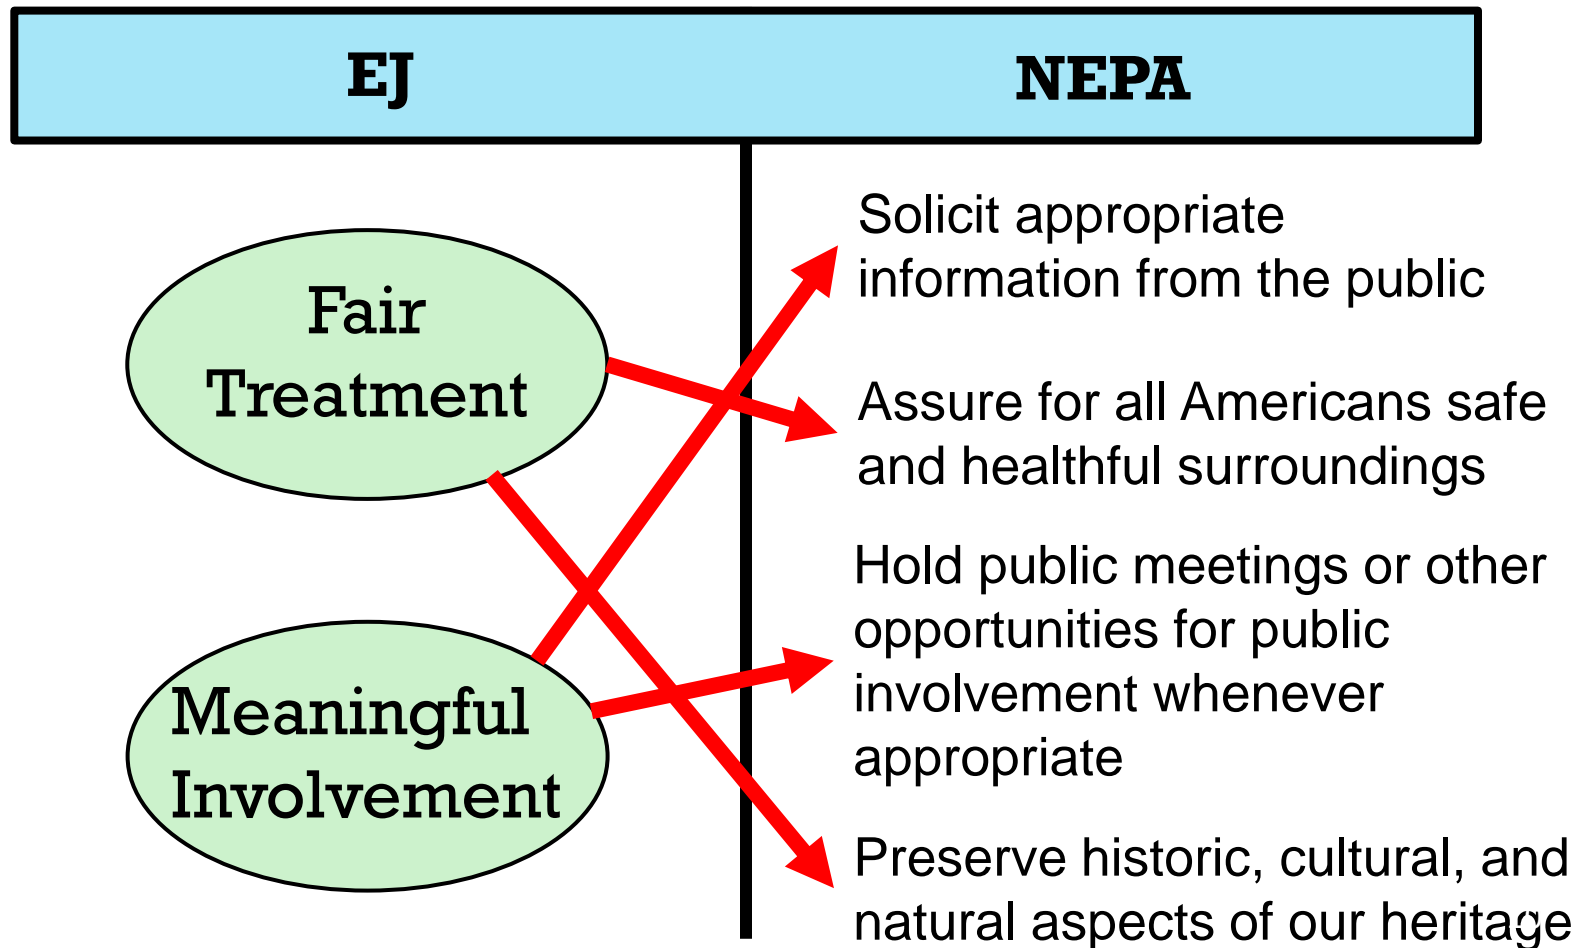 EJ
NEPA
Fair
Treatment
Meaningful
Involvement
Solicit appropriate
information from the public
Assure for all Americans safe
and healthful surroundings
Hold public meetings or other
opportunities for public
involvement whenever
appropriate
Preserve historic, cultural, and
natural aspects of our heritage